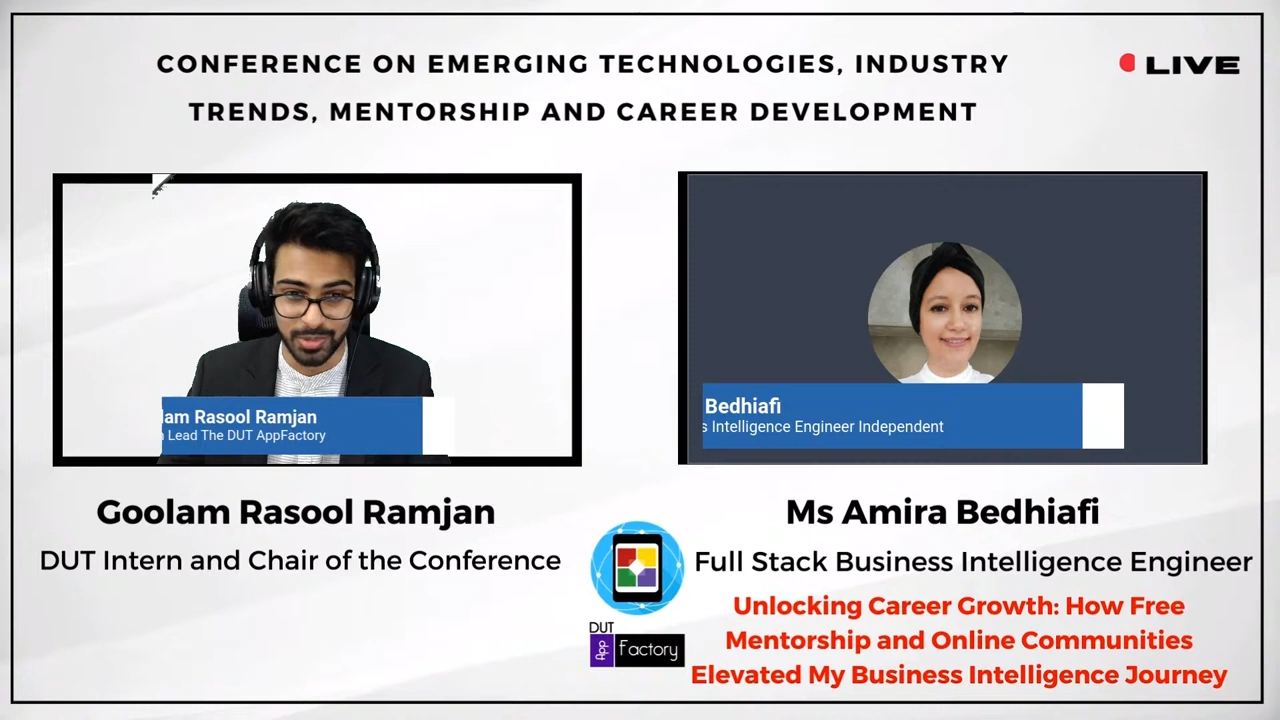 CONFERENCE ON EMERGING TECHNOLOGIES, INDUSTRY
TRENDS, MENTORSHIP AND CAREER DEVELOPMENT
LIVE
lam Rasool Ramjan
Lead The DUT AppFactory
Bedhiafi
s Intelligence Engineer Independent
Goolam Rasool Ramjan
DUT Intern and Chair of the Conference
Ms Amira Bedhiafi
Full Stack Business Intelligence Engineer
Unlocking Career Growth: How Free
Mentorship and Online Communities
Elevated My Business Intelligence Journey
DUT
App Factory